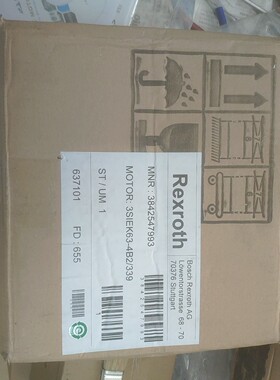 Rexroth
Bosch Rexroth AG
Löwentorstrasse 68 - 70
70376 Stuttgart
MNR : 3842547993
MOTOR: 3SIEK63-4B2/339
ST / UM 1
637101 FD : 655